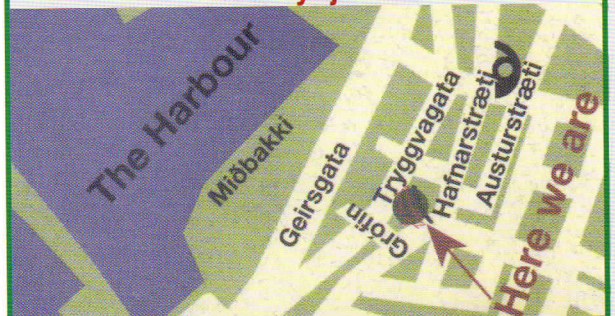 The Harbour
Miðbakki
Geirsgata
Grófin
Tryggvagata
Hafnarstræti
Austurstræti
Here we are